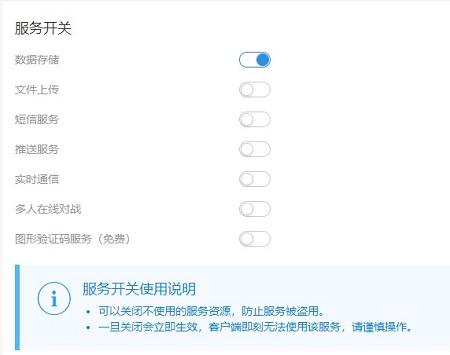 服务开关
数据存储
文件上传
短信服务
推送服务
实时通信
多人在线对战
图形验证码服务（免费）
服务开关使用说明
可以关闭不使用的服务资源，防止服务被盗用。
一旦关闭会立即生效，客户端即刻无法使用该服务，请谨慎操作。